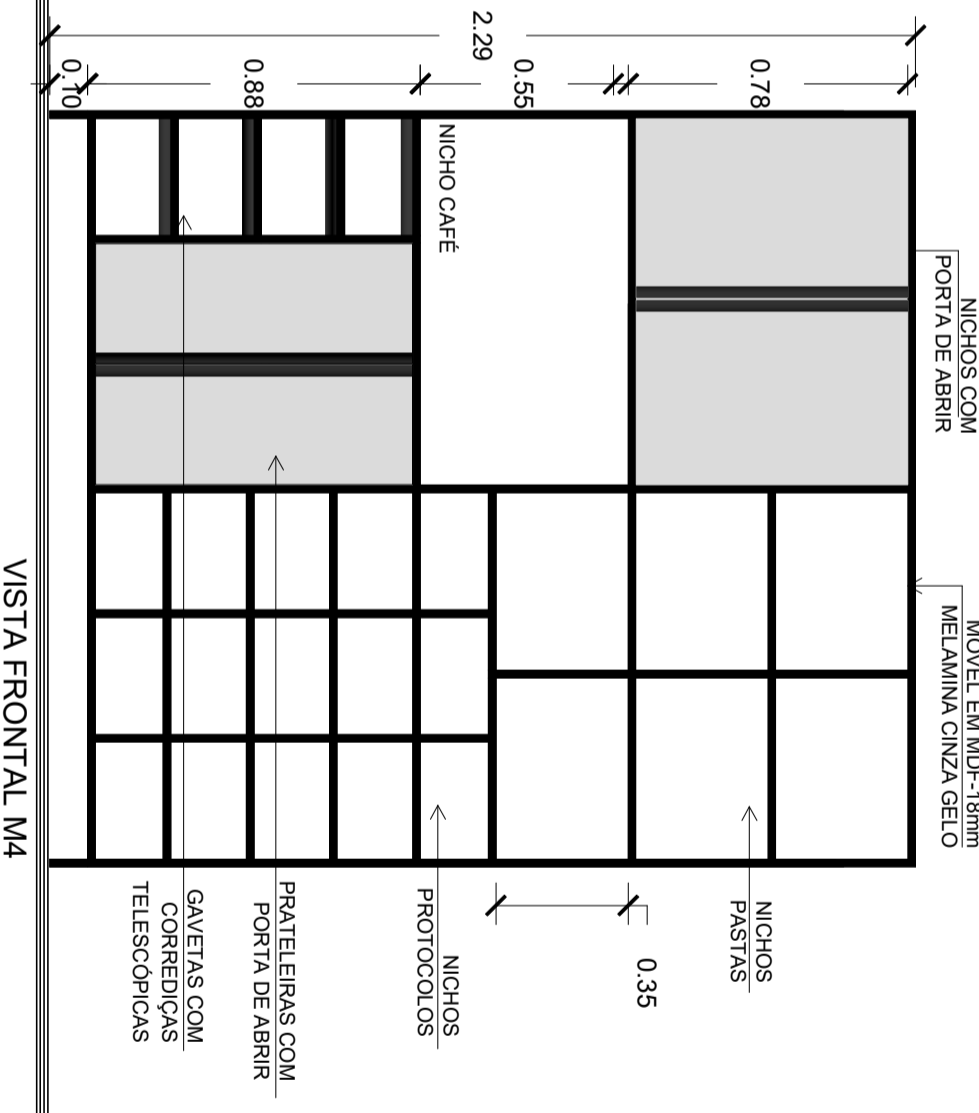 NICHOS COM
PORTA DE ABRIR
MÓVEL EM MDF-18mm
MELAMINA CINZA GELO
2.29
0.78
0.55
0.88
0.10
NICHO CAFÉ
NICHOS
PASTAS
0.35
NICHOS
PROTOCOLOS
PRATELEIRAS COM
PORTA DE ABRIR
GAVETAS COM
CORREDIÇAS
TELESCÓPICAS
VISTA FRONTAL M4